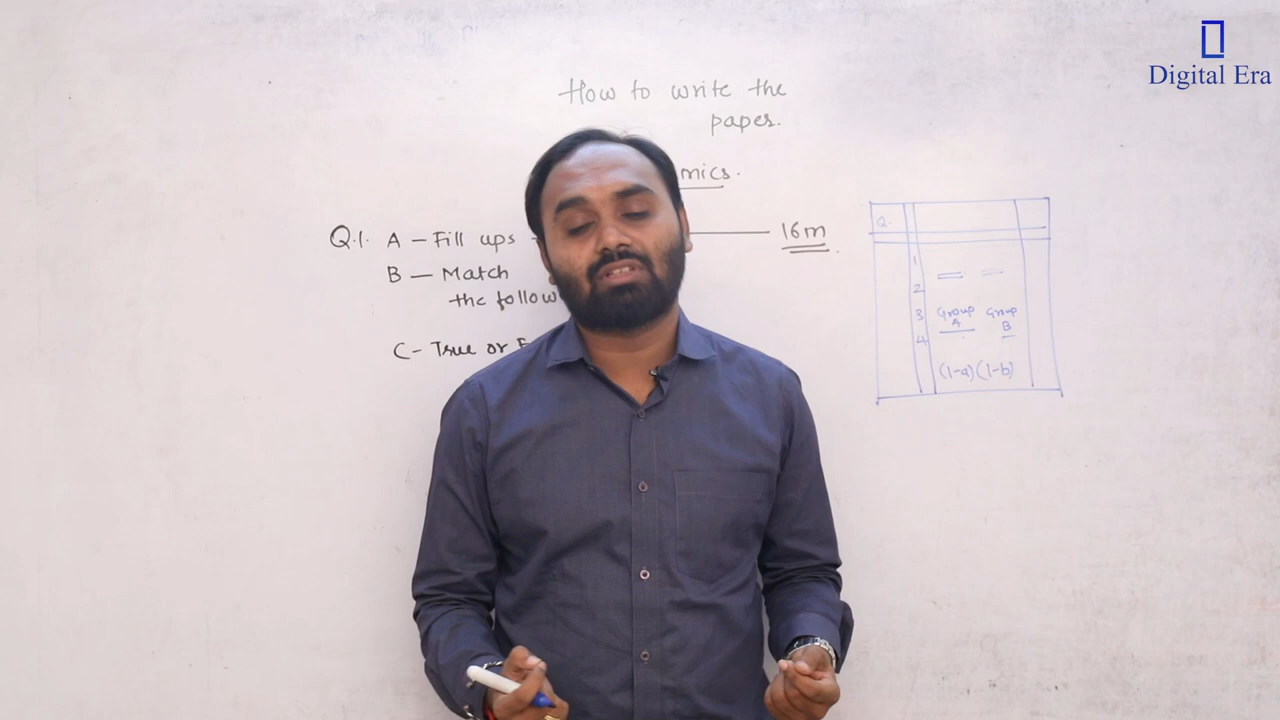 Digital Era
How to write the
paper.
mics.
Q.1. A - Fill ups - 16m
B - Match
the follow
C- True or F
Q.
1
2
3
4
Group Group
A B
(1-a) (1-b)